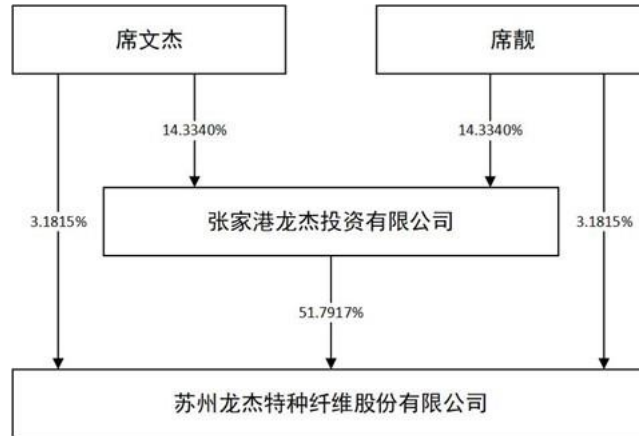 席文杰
席靓
14.3340%
14.3340%
张家港龙杰投资有限公司
3.1815%
3.1815%
51.7917%
苏州龙杰特种纤维股份有限公司